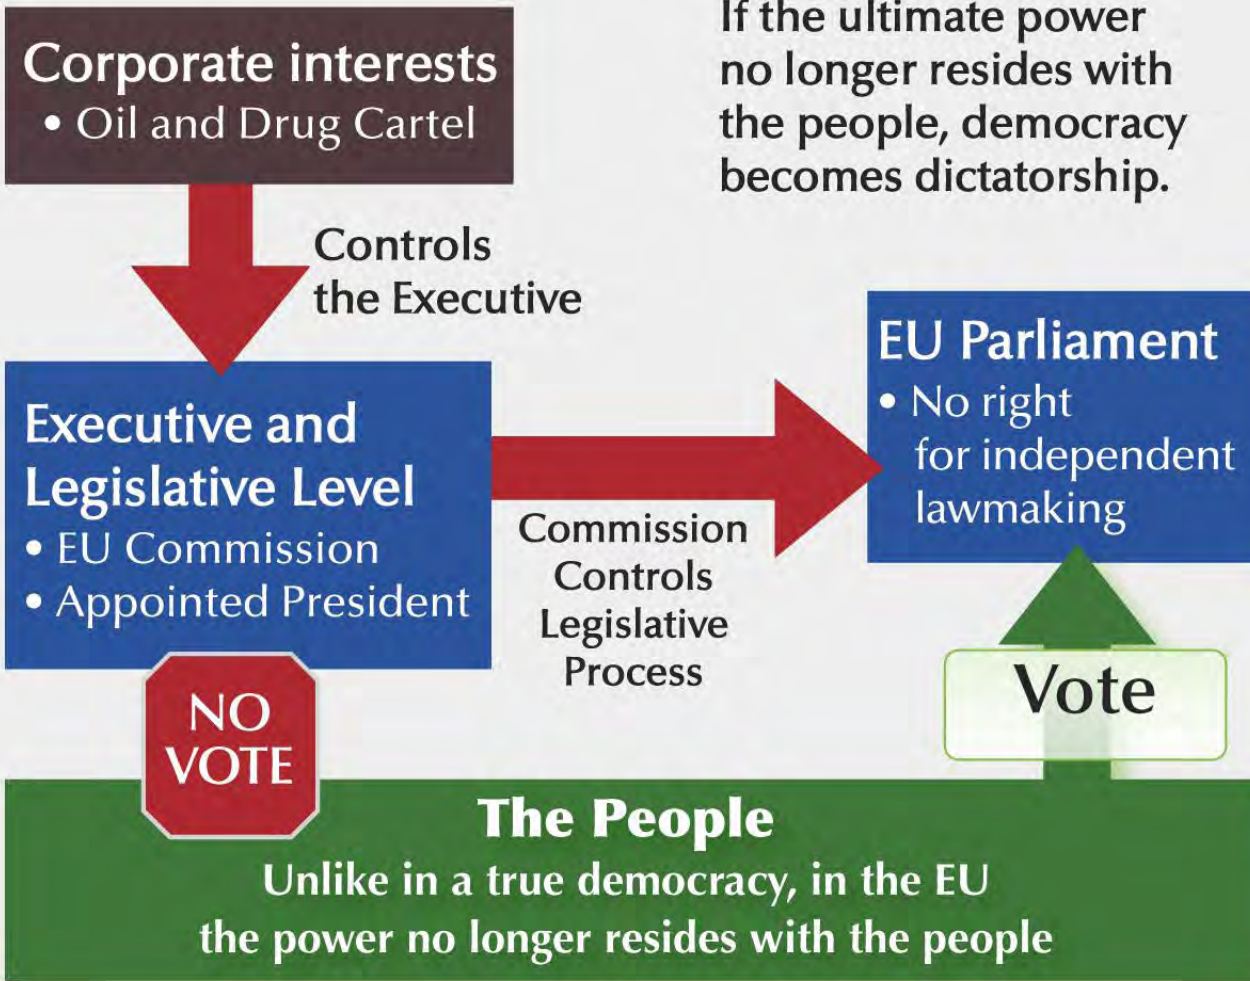 Corporate interests
• Oil and Drug Cartel
If the ultimate power
no longer resides with
the people, democracy
becomes dictatorship.
Controls
the Executive
Executive and
Legislative Level
• EU Commission
• Appointed President
Commission
Controls
Legislative
Process
EU Parliament
• No right
for independent
lawmaking
NO
VOTE
Vote
The People
Unlike in a true democracy, in the EU
the power no longer resides with the people